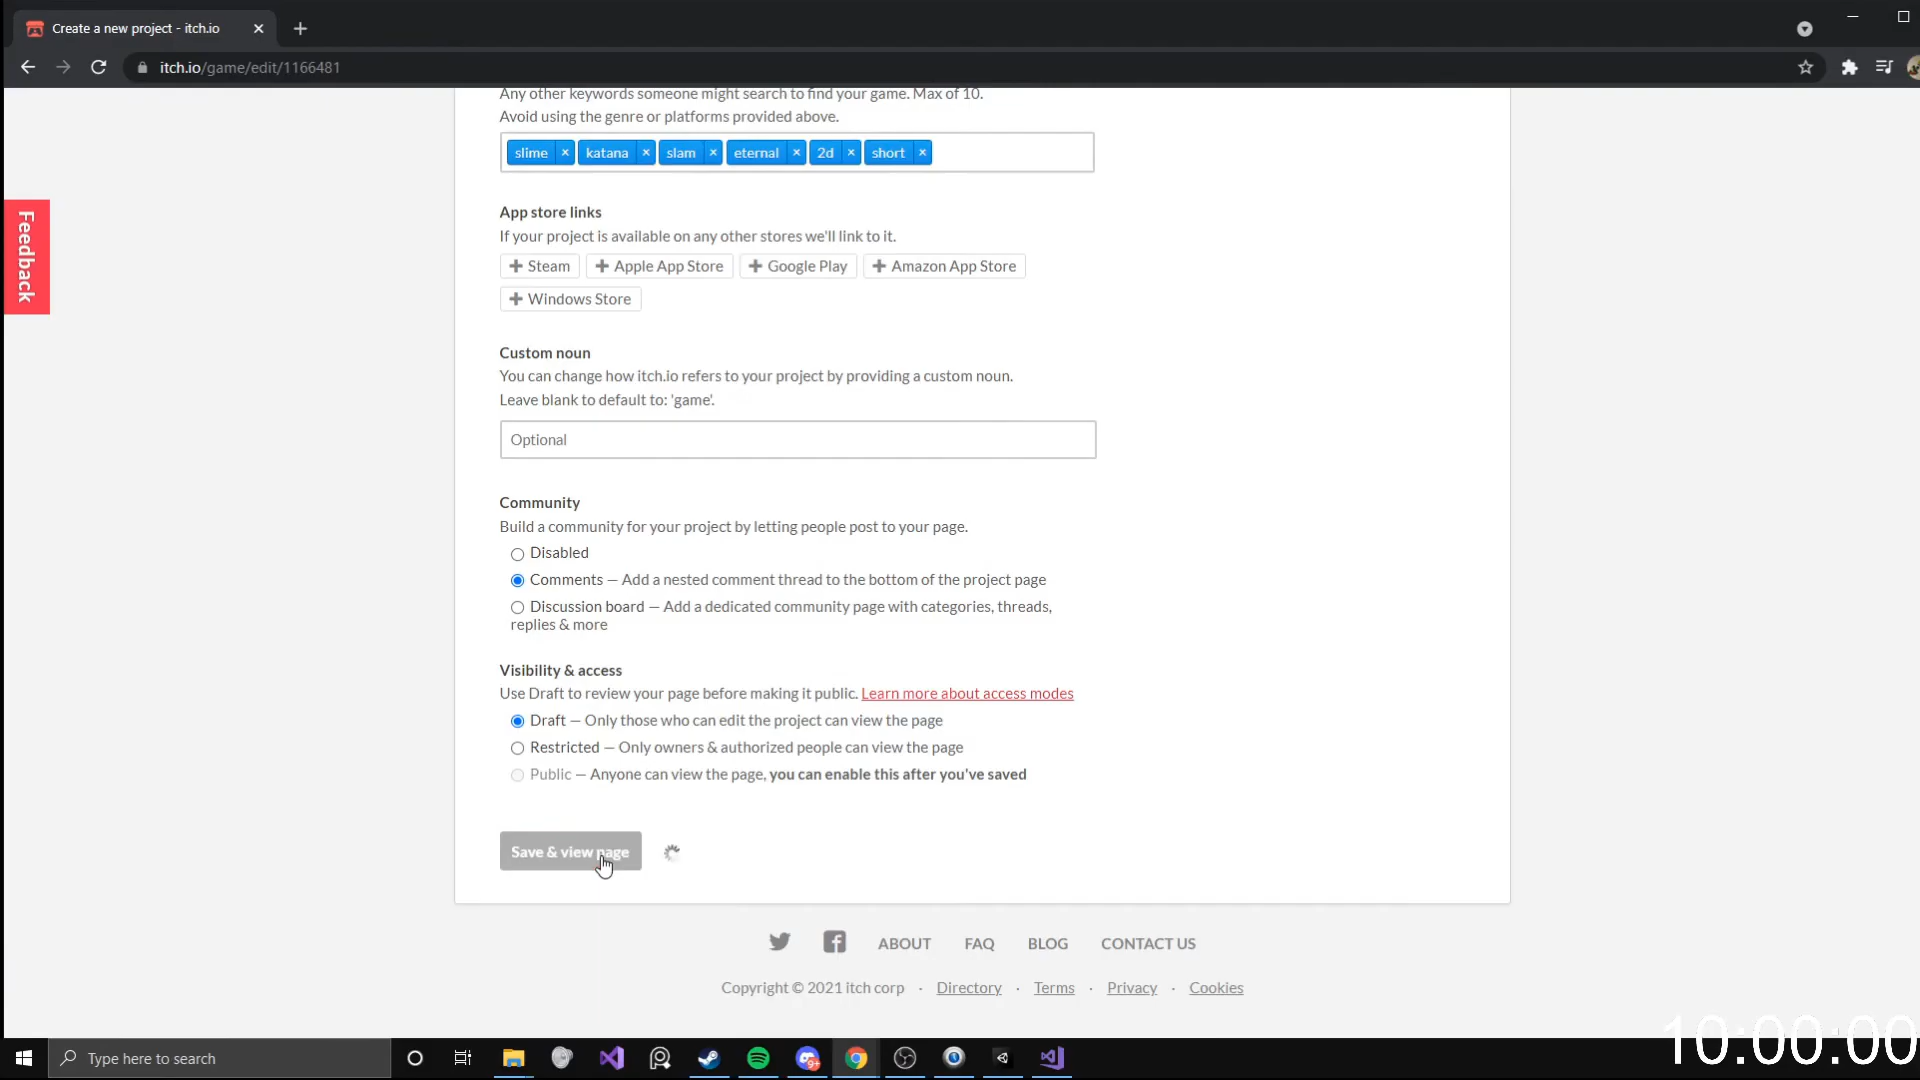 Create a new project - itch.io
itch.io/game/edit/1166481
Any other keywords someone might search to find your game. Max of 10.
Avoid using the genre or platforms provided above.
slime × katana × slam × eternal × 2d × short ×
Feedback
App store links
If your project is available on any other stores we'll link to it.
Steam Apple App Store Google Play Amazon App Store
Windows Store
Custom noun
You can change how itch.io refers to your project by providing a custom noun.
Leave blank to default to: 'game'.
Optional
Community
Build a community for your project by letting people post to your page.
Disabled
Comments — Add a nested comment thread to the bottom of the project page
Discussion board — Add a dedicated community page with categories, threads,
replies & more
Visibility & access
Use Draft to review your page before making it public. Learn more about access modes
Draft — Only those who can edit the project can view the page
Restricted — Only owners & authorized people can view the page
Public — Anyone can view the page, you can enable this after you've saved
Save & view page
ABOUT FAQ BLOG CONTACT US
Copyright © 2021 itch corp · Directory · Terms · Privacy · Cookies
Type here to search
9+
10:00:00